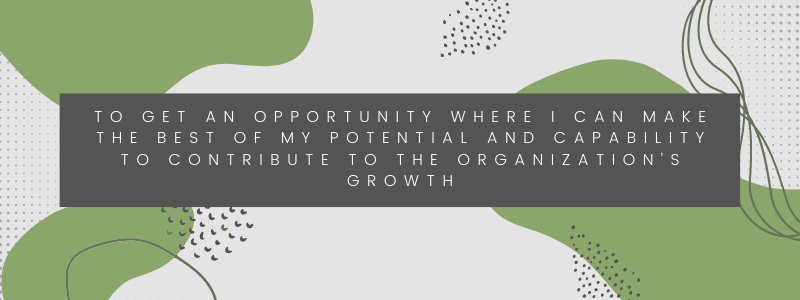 TO GET AN OPPORTUNITY WHERE I CAN MAKE
THE BEST OF MY POTENTIAL AND CAPABILITY
TO CONTRIBUTE TO THE ORGANIZATION'S
GROWTH